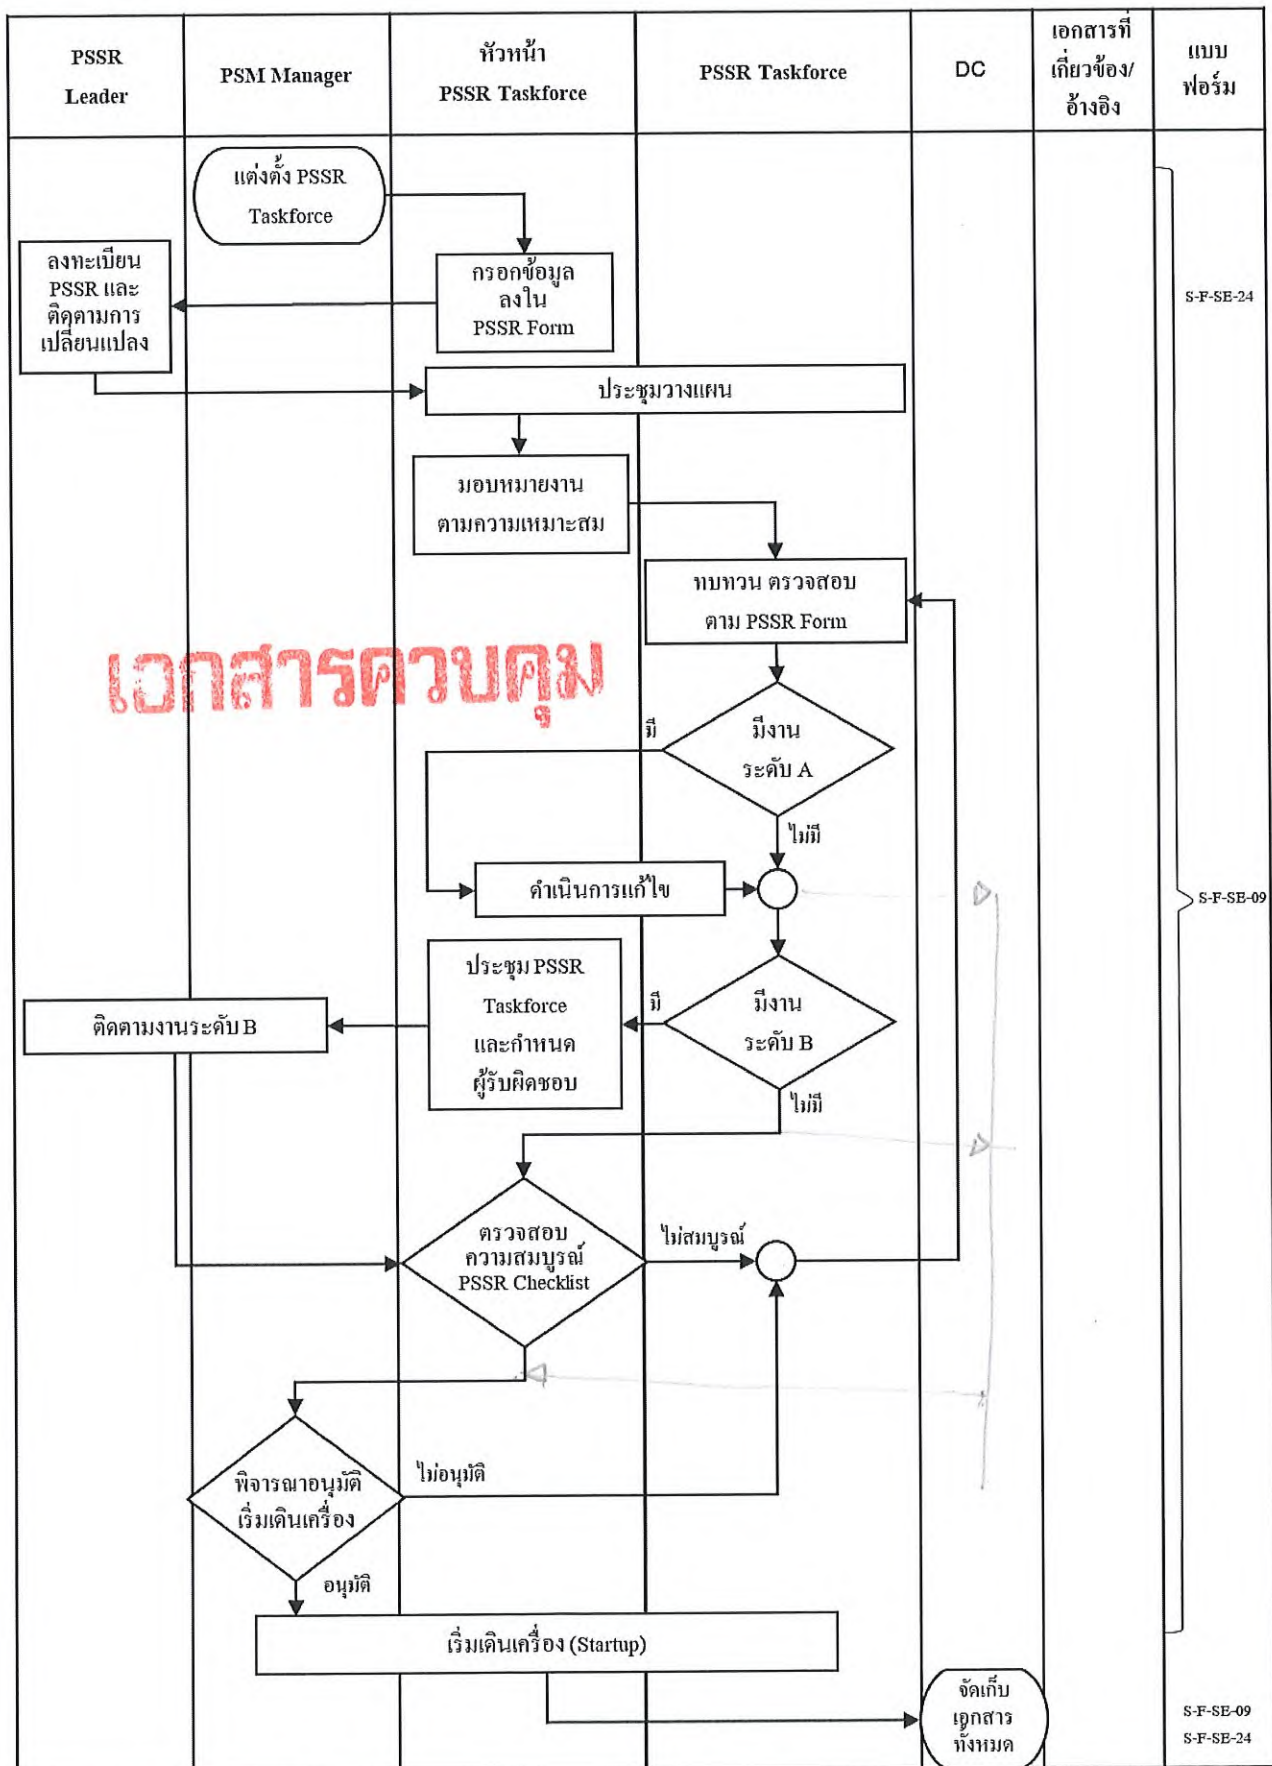 PSSR
Leader
PSM Manager
หัวหน้า
PSSR Taskforce
PSSR Taskforce
DC
เอกสารที่
เกี่ยวข้อง/
อ้างอิง
แบบ
ฟอร์ม
แต่งตั้ง PSSR
Taskforce
ลงทะเบียน
PSSR และ
ติดตามการ
เปลี่ยนแปลง
กรอกข้อมูล
ลงใน
PSSR Form
S-F-SE-24
ประชุมวางแผน
มอบหมายงาน
ตามความเหมาะสม
ทบทวน ตรวจสอบ
ตาม PSSR Form
เอกสารควบคุม
มี
มีงาน
ระดับ A
ไม่มี
ดำเนินการแก้ไข
S-F-SE-09
ประชุม PSSR
Taskforce
และกำหนด
ผู้รับผิดชอบ
มี
มีงาน
ระดับ B
ติดตามงานระดับ B
ไม่มี
ตรวจสอบ
ความสมบูรณ์
PSSR Checklist
ไม่สมบูรณ์
พิจารณาอนุมัติ
เริ่มเดินเครื่อง
ไม่อนุมัติ
อนุมัติ
เริ่มเดินเครื่อง (Startup)
จัดเก็บ
เอกสาร
ทั้งหมด
S-F-SE-09
S-F-SE-24